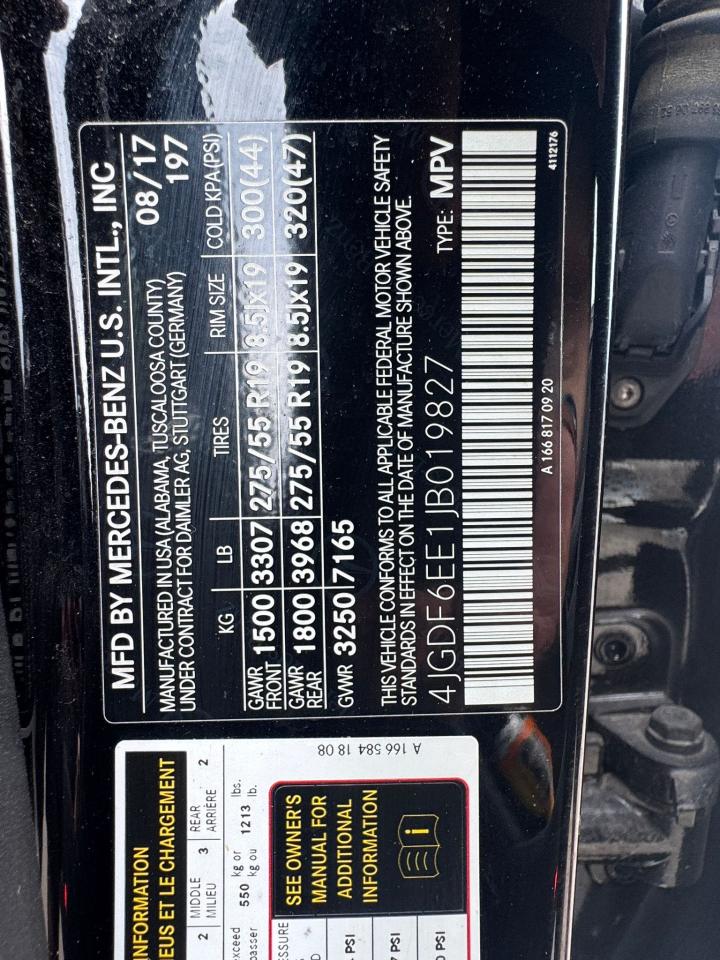 MFD BY MERCEDES-BENZ U.S. INTL., INC
MANUFACTURED IN USA (ALABAMA, TUSCALOOSA COUNTY) 08/17
UNDER CONTRACT FOR DAIMLER AG, STUTTGART (GERMANY) 197
KG LB TIRES RIM SIZE COLD KPA(PSI)
GAWR FRONT 1500 3307 275/55 R19 8.5Jx19 300(44)
GAWR REAR 1800 3968 275/55 R19 8.5Jx19 320(47)
GVWR 3250 7165
THIS VEHICLE CONFORMS TO ALL APPLICABLE FEDERAL MOTOR VEHICLE SAFETY
STANDARDS IN EFFECT ON THE DATE OF MANUFACTURE SHOWN ABOVE.
4JGDF6EE1JB019827 TYPE: MPV
A 166 817 09 20 4112176
INFORMATION
EUS ET LE CHARGEMENT
2 MIDDLE 3 REAR 2
MILIEU ARRIÈRE
550 kg or lbs.
kg ou 1213 lb.
SEE OWNER'S
MANUAL FOR
ADDITIONAL
INFORMATION
PSI
PSI
PSI
A 166 584 18 08